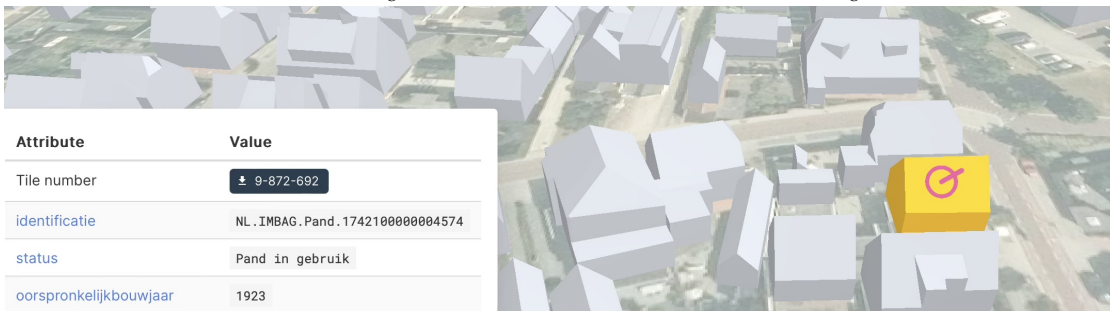 Attribute Value
Tile number 9-872-692
identificatie NL.IMBAG.Pand.1742100000004574
status Pand in gebruik
oorspronkelijkbouwjaar 1923